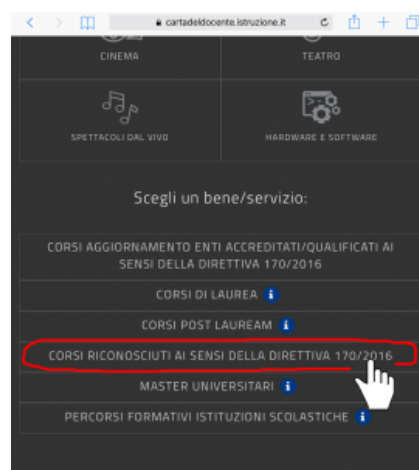 cartadeldocente.istruzione.it
CINEMA
TEATRO
SPETTACOLI DAL VIVO
HARDWARE E SOFTWARE
Scegli un bene/servizio:
CORSI AGGIORNAMENTO ENTI ACCREDITATI/QUALIFICATI AI
SENSI DELLA DIRETTIVA 170/2016
CORSI DI LAUREA i
CORSI POST LAUREAM i
CORSI RICONOSCIUTI AI SENSI DELLA DIRETTIVA 170/2016
MASTER UNIVERSITARI i
PERCORSI FORMATIVI ISTITUZIONI SCOLASTICHE i